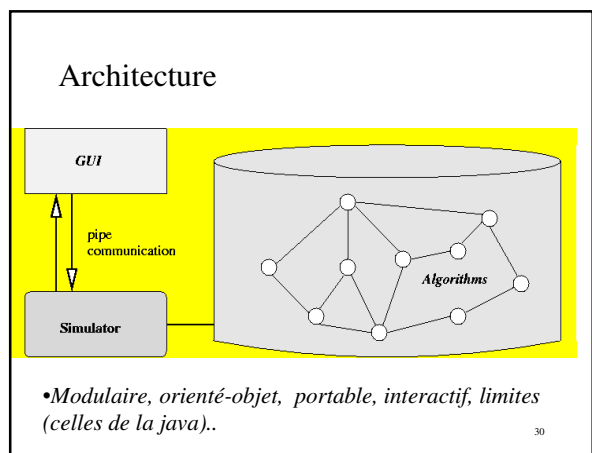 Architecture
GUI
pipe
communication
Algorithms
Simulator
•Modulaire, orienté-objet, portable, interactif, limites
(celles de la java)..
30